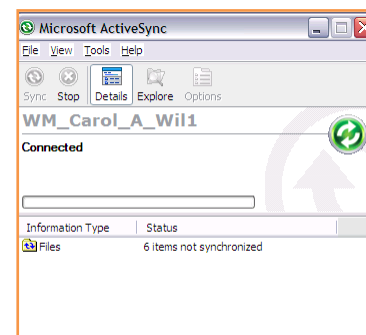 Microsoft ActiveSync
File View Tools Help
Sync Stop Details Explore Options
WM_Carol_A_Wil1
Connected
Information Type Status
Files 6 items not synchronized